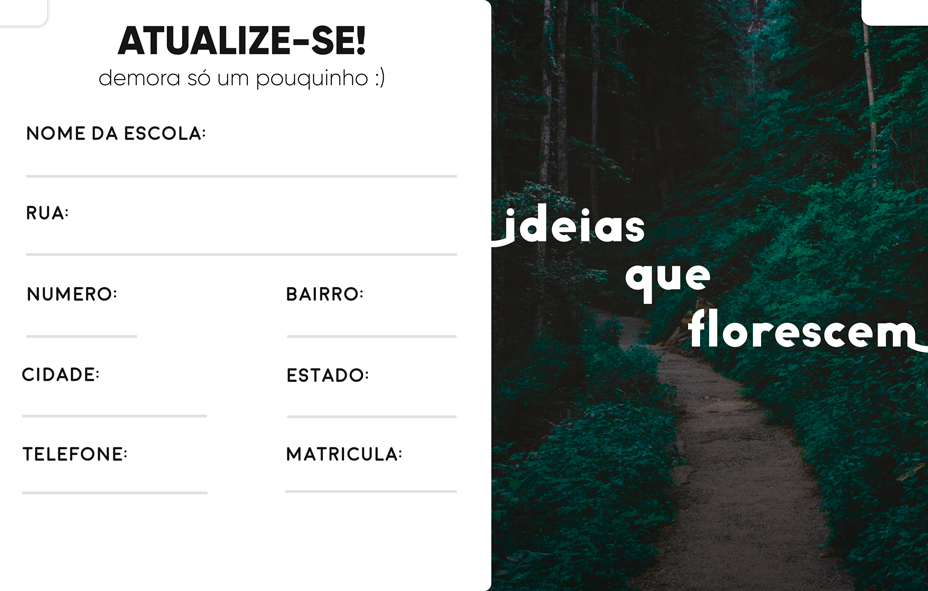 ATUALIZE-SE!
demora só um pouquinho :)
NOME DA ESCOLA:
RUA:
NUMERO:
BAIRRO:
CIDADE:
ESTADO:
TELEFONE:
MATRICULA:
ideias
que
florescem